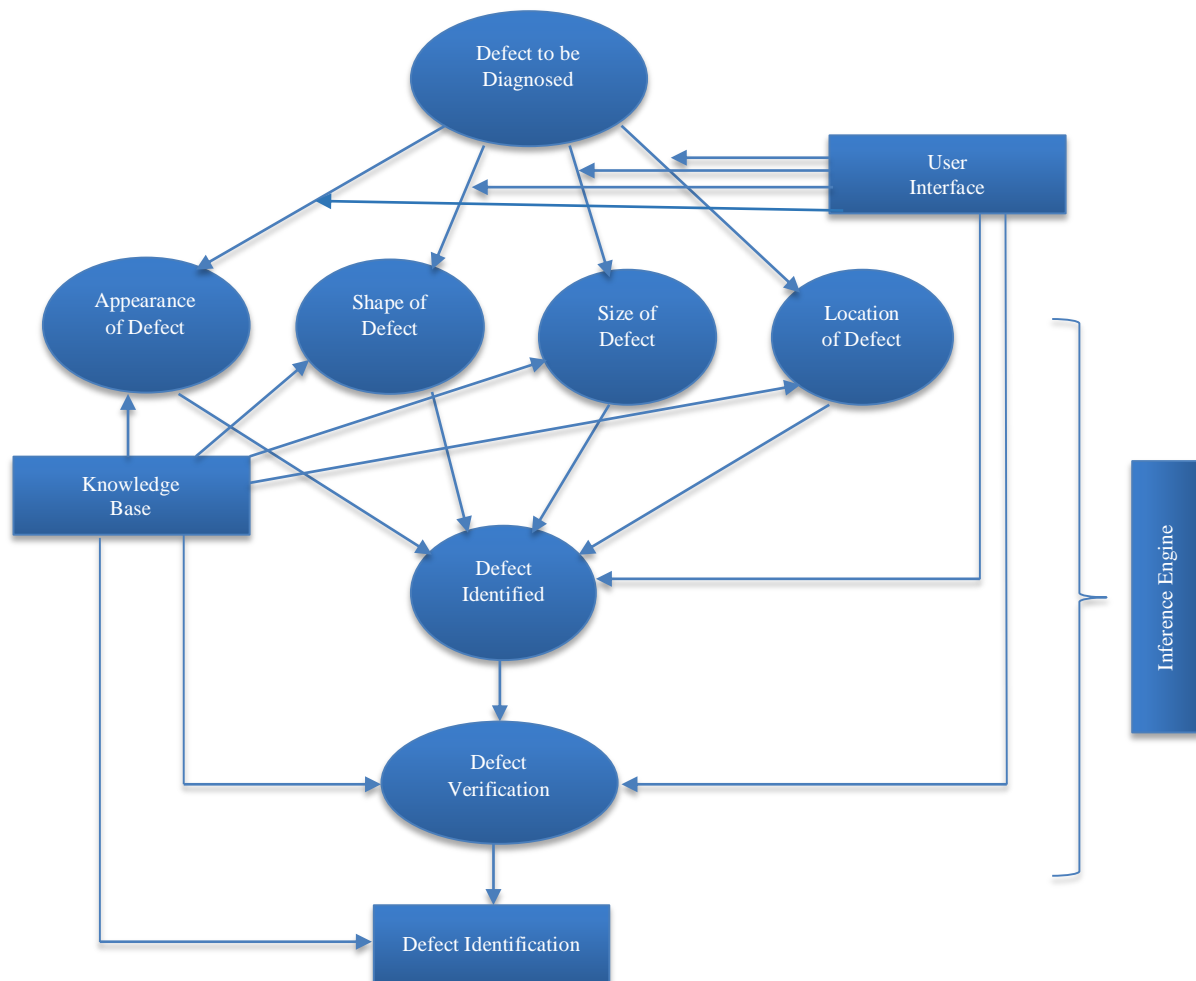 Defect to be
Diagnosed
User
Interface
Appearance
of Defect
Shape of
Defect
Size of
Defect
Location
of Defect
Knowledge
Base
Defect
Identified
Inference Engine
Defect
Verification
Defect Identification